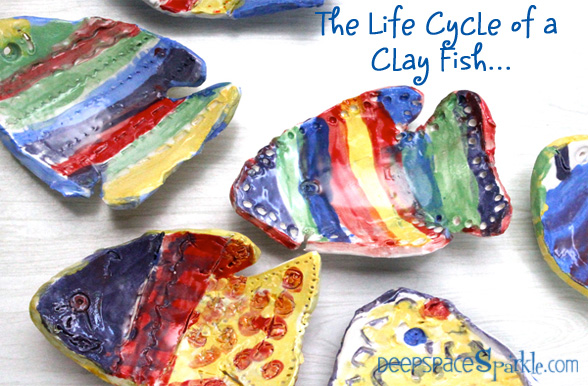 The Life Cycle of a
Clay Fish...
DEEPSPACESparkle.com